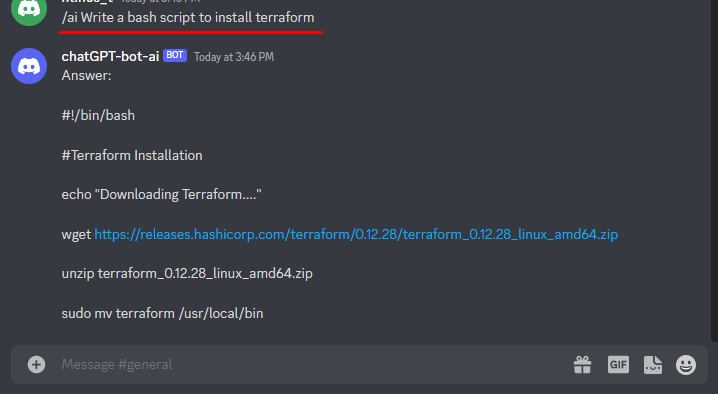 /ai Write a bash script to install terraform
chatGPT-bot-ai BOT Today at 3:46 PM
Answer:
#!/bin/bash
#Terraform Installation
echo "Downloading Terraform...."
wget https://releases.hashicorp.com/terraform/0.12.28/terraform_0.12.28_linux_amd64.zip
unzip terraform_0.12.28_linux_amd64.zip
sudo mv terraform /usr/local/bin
Message #general
GIF